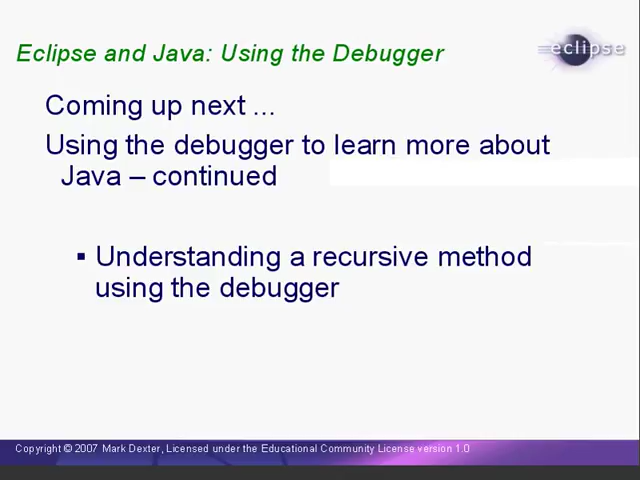 Eclipse and Java: Using the Debugger
eclipse
Coming up next ...
Using the debugger to learn more about
Java – continued
▪ Understanding a recursive method
using the debugger
Copyright © 2007 Mark Dexter, Licensed under the Educational Community License version 1.0